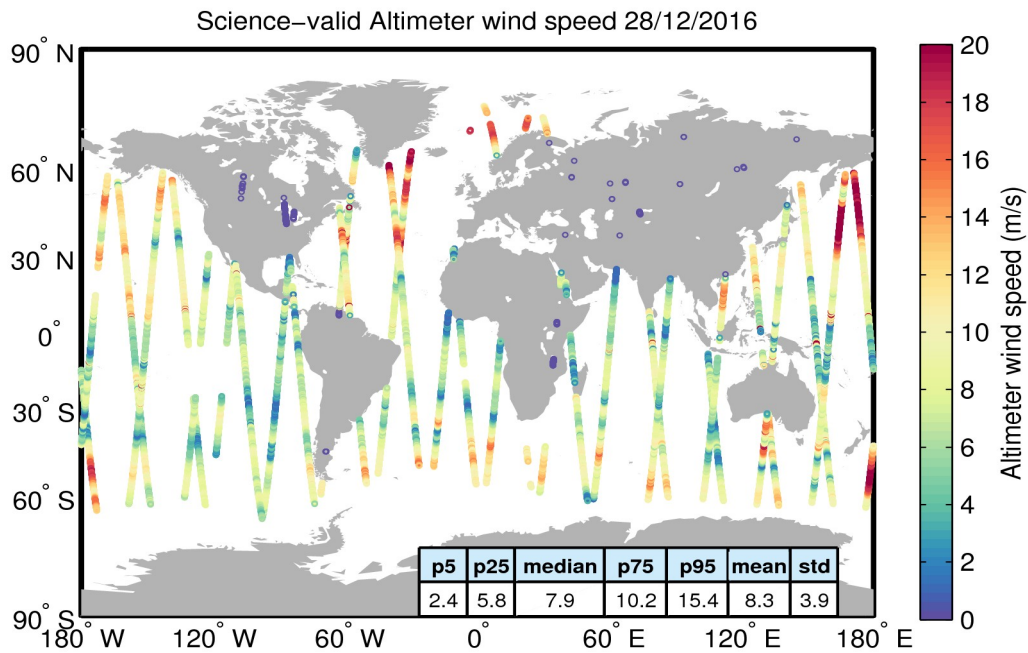 Science−valid Altimeter wind speed 28/12/2016
90° N
60° N
30° N
0°
30° S
60° S
90° S
180° W
120° W
60° W
0°
60° E
120° E
180° E
p5 p25 median p75 p95 mean std
2.4 5.8 7.9 10.2 15.4 8.3 3.9
20
18
16
14
12
10
8
6
4
2
0
Altimeter wind speed (m/s)